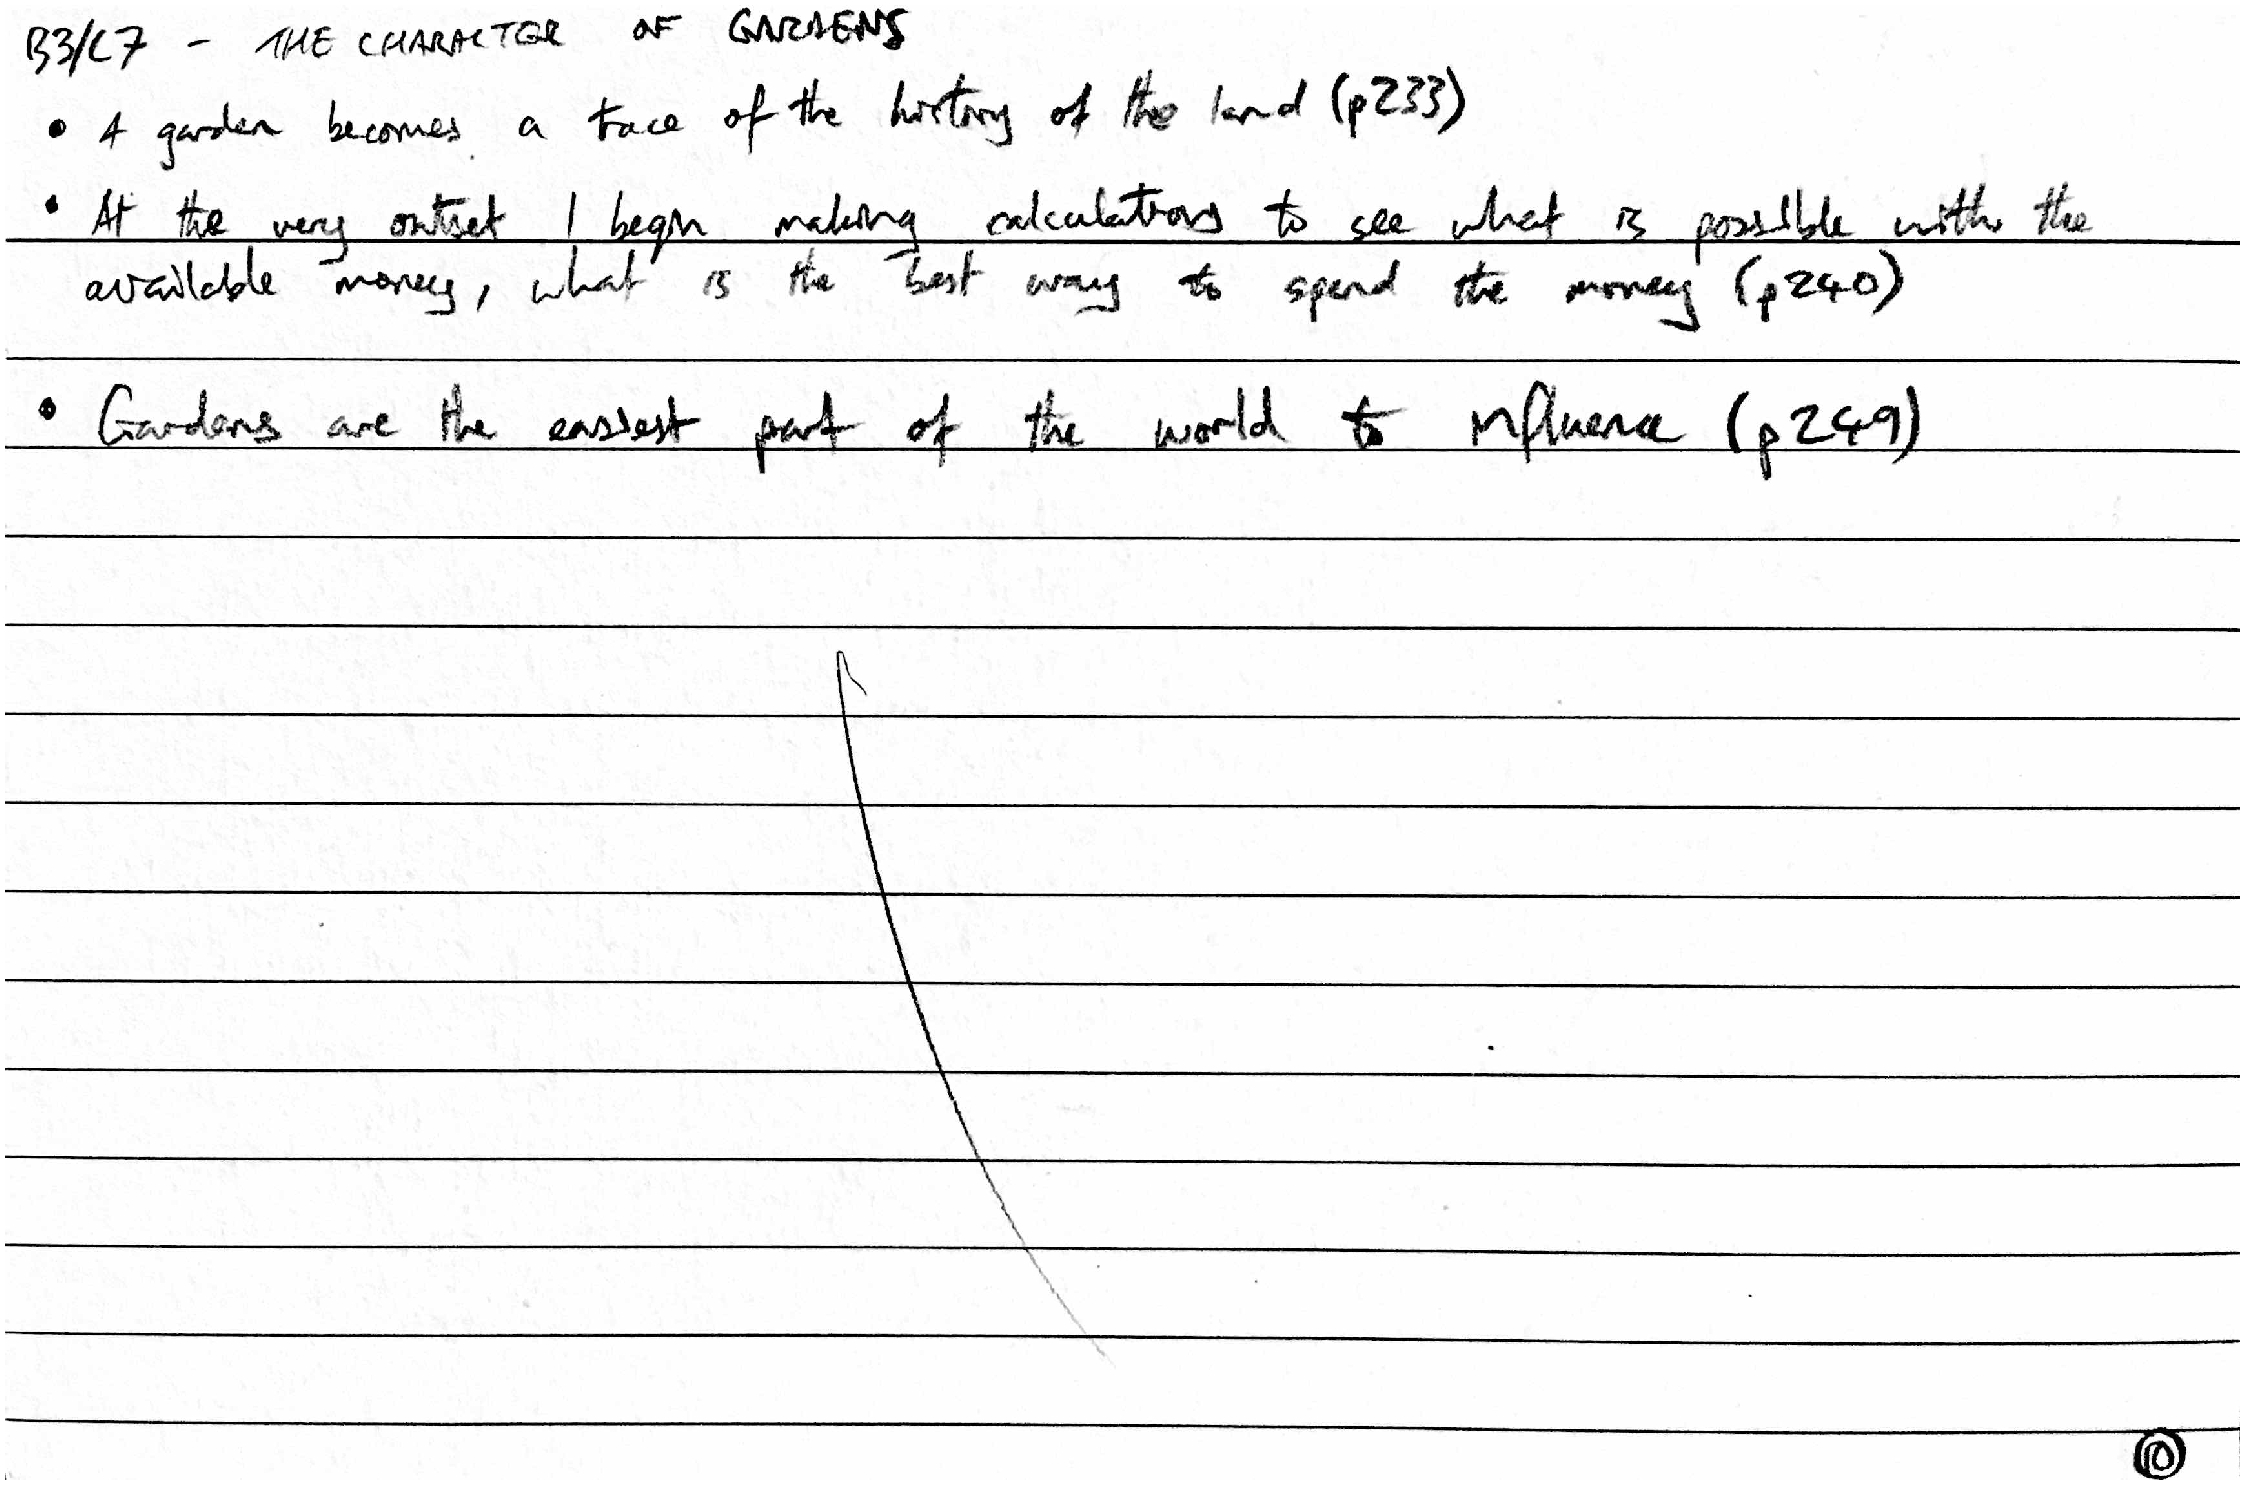 B3/C7 - THE CHARACTER OF GARDENS
• A garden becomes a trace of the history of the land (p233)
• At the very outset I begin making calculations to see what is possible with the
available money, what is the best way to spend the money (p240)
• Gardens are the easiest part of the world to influence (p249)
10